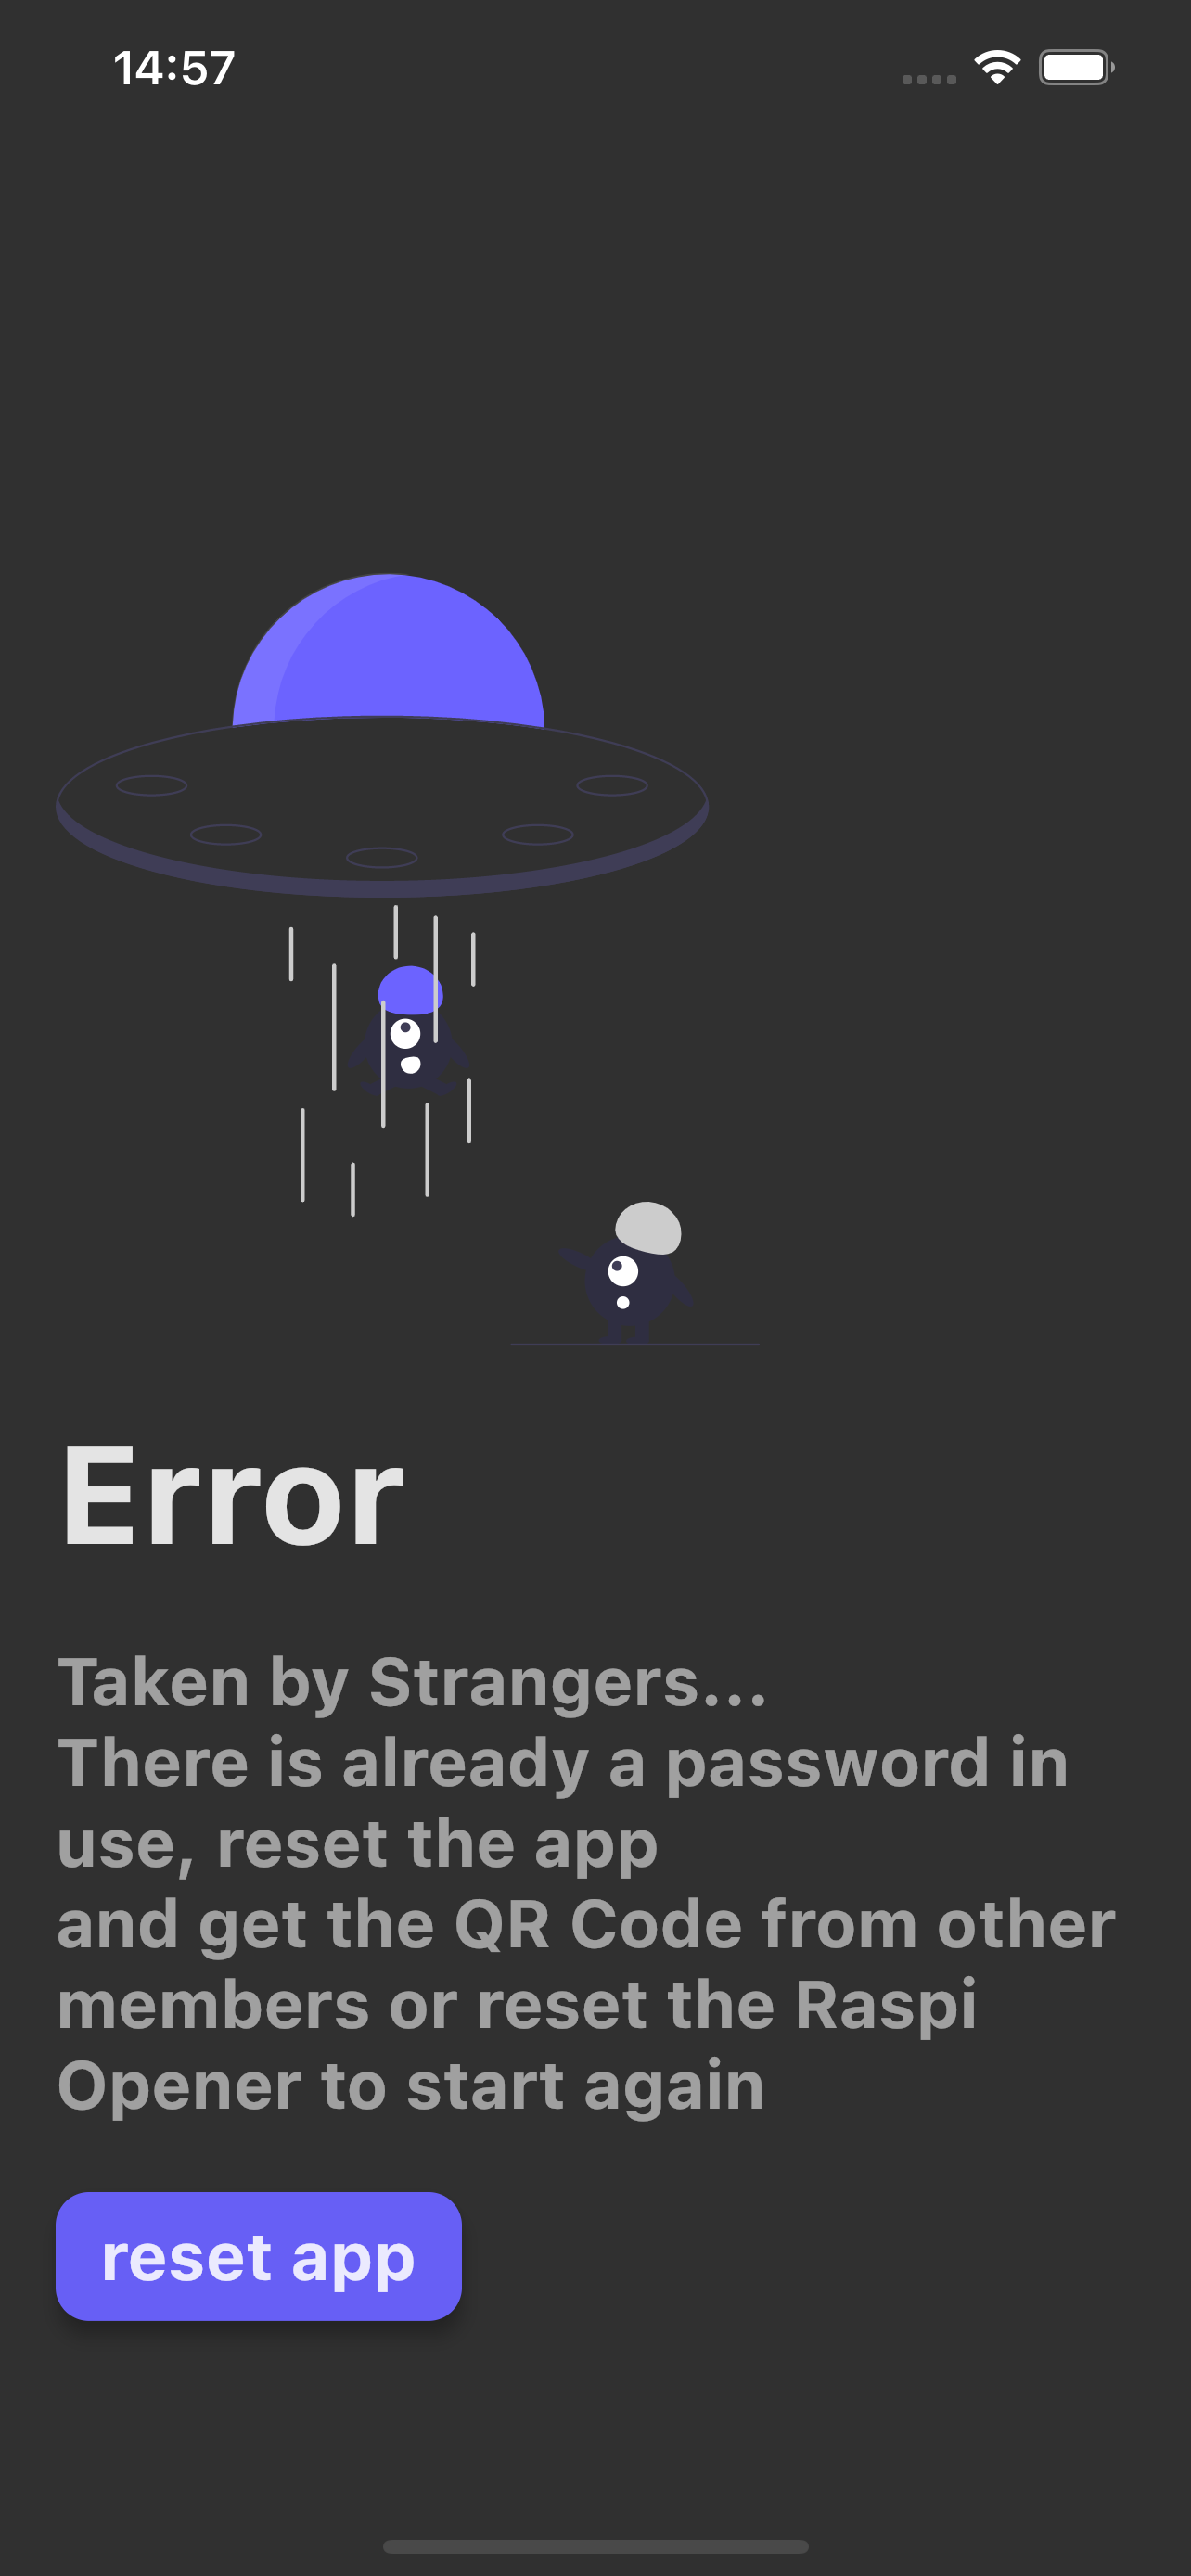 14:57
Error
Taken by Strangers...
There is already a password in
use, reset the app
and get the QR Code from other
members or reset the Raspi
Opener to start again
reset app